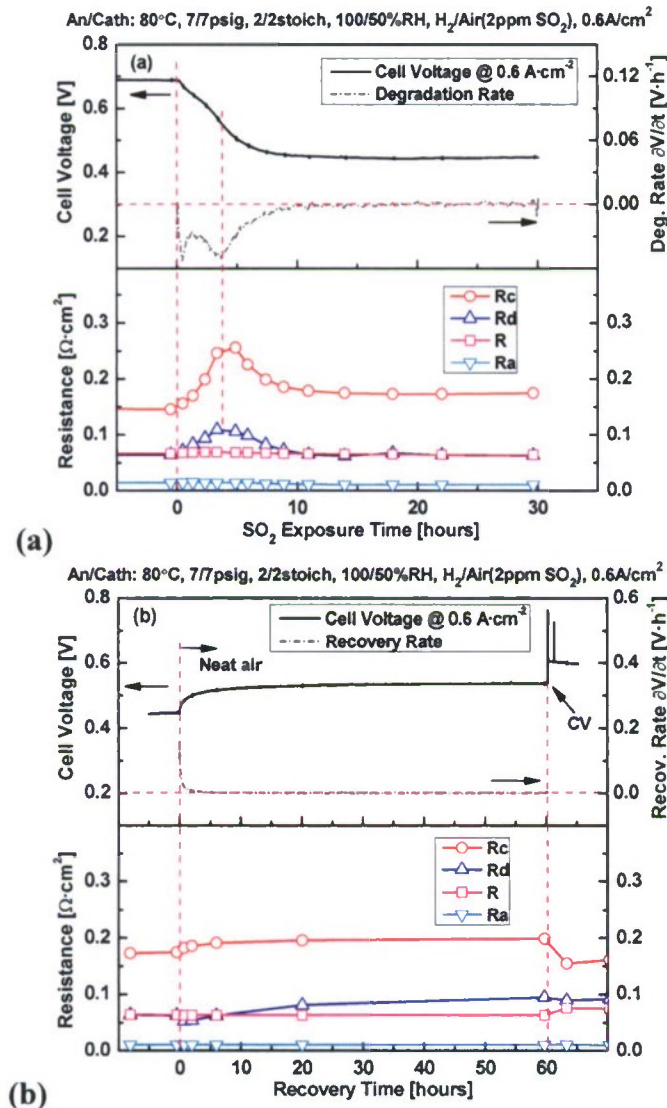 An/Cath: 80°C, 7/7psig, 2/2stoich, 100/50%RH, H₂/Air(2ppm SO₂), 0.6A/cm²
(a)
Cell Voltage @ 0.6 A·cm⁻²
Degradation Rate
Cell Voltage [V]
0.8
0.6
0.4
0.2
Deg. Rate ∂V/∂t [V·h⁻¹]
0.12
0.06
0.00
Rc
Rd
R
Ra
Resistance [Ω·cm²]
0.3
0.2
0.1
0.0
0.3
0.2
0.1
0.0
0 10 20 30
SO₂ Exposure Time [hours]
(a)
An/Cath: 80°C, 7/7psig, 2/2stoich, 100/50%RH, H₂/Air(2ppm SO₂), 0.6A/cm²
(b)
Cell Voltage @ 0.6 A·cm⁻²
Recovery Rate
Neat air
CV
Cell Voltage [V]
0.8
0.6
0.4
0.2
Recov. Rate ∂V/∂t [V·h⁻¹]
0.6
0.4
0.2
0.0
Rc
Rd
R
Ra
Resistance [Ω·cm²]
0.3
0.2
0.1
0.0
0.3
0.2
0.1
0.0
0 10 20 30 40 50 60 70
Recovery Time [hours]
(b)